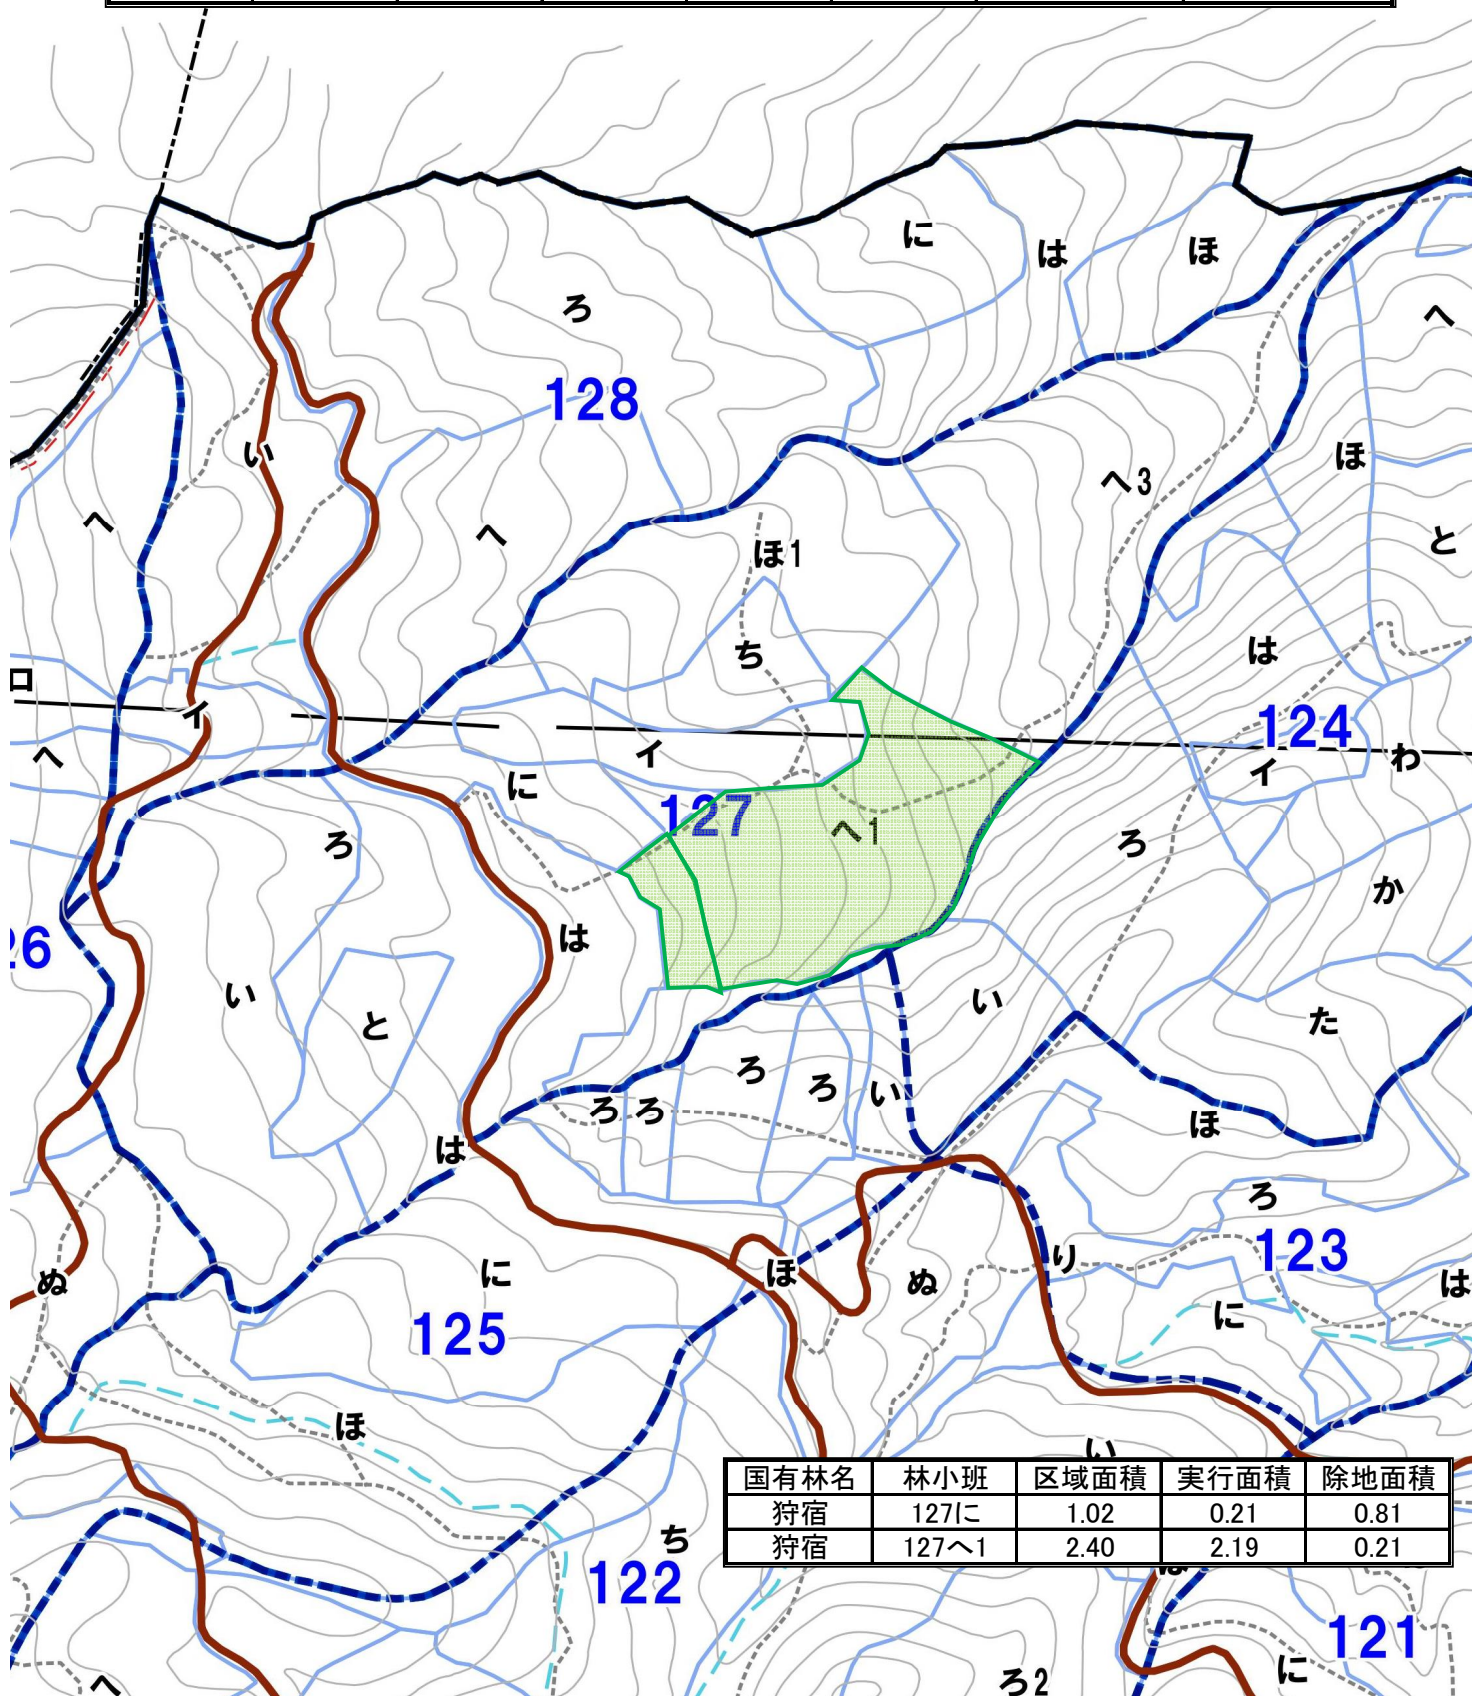 に
は
ほ
ろ
へ
128
い
ほ
へ3
へ
へ
と
ほ1
ち
は
ロ
イ
124
へ
イ
わ
に
イ
127
へ1
ろ
ろ
か
は
26
い
い
と
た
ろ
ろ
い
ろ
ろ
ほ
は
ろ
123
ほ
り
に
ぬ
ぬ
は
に
125
ほ
い
国有林名 林小班 区域面積 実行面積 除地面積
狩宿 127に 1.02 0.21 0.81
狩宿 127へ1 2.40 2.19 0.21
ち
122
121
に
へ
ろ2